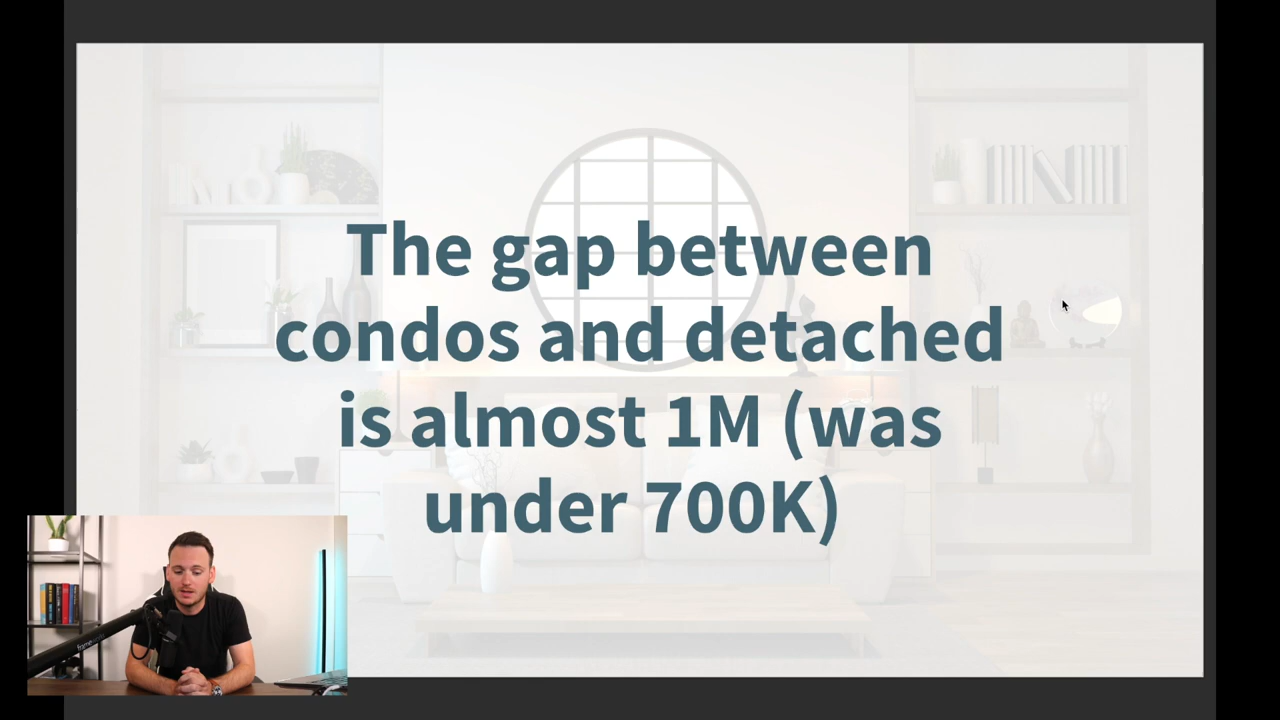 The gap between
condos and detached
is almost 1M (was
under 700K)